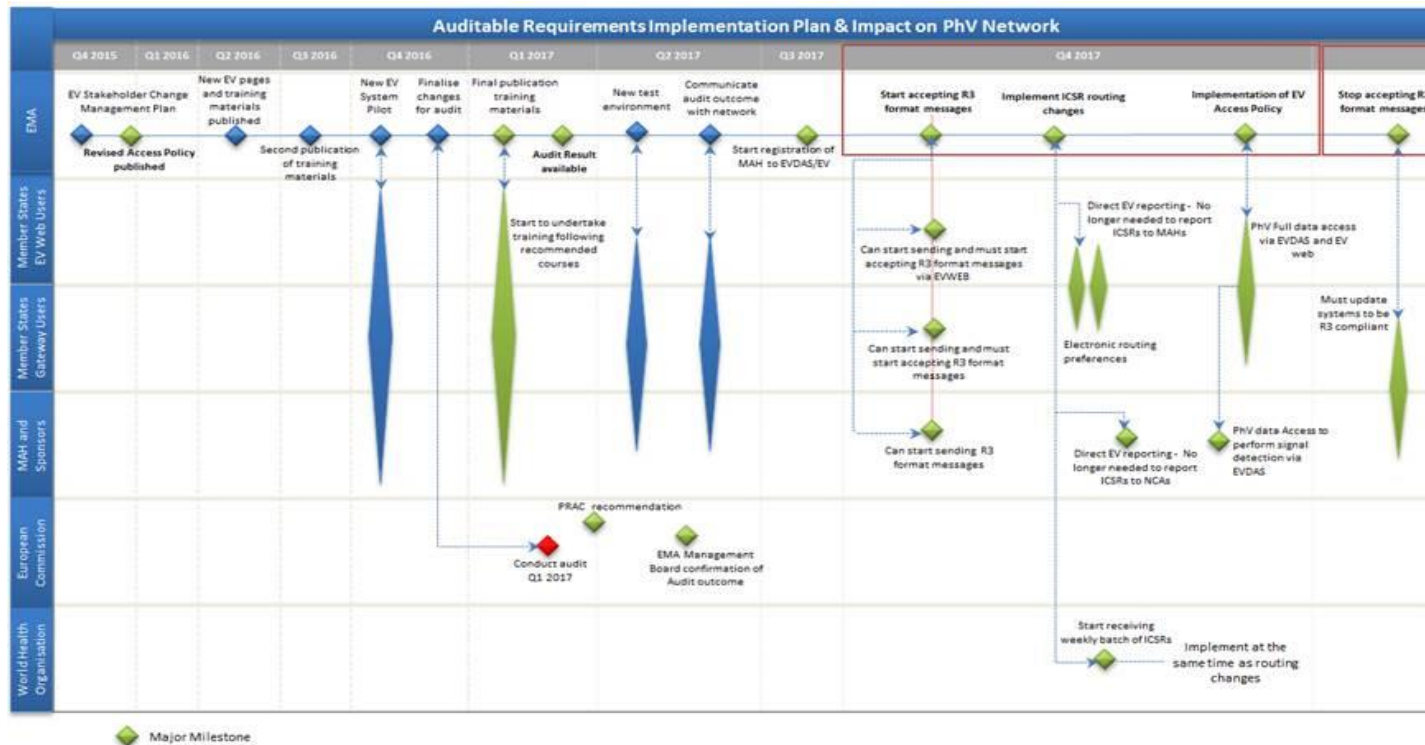 Auditable Requirements Implementation Plan & Impact on PhV Network
Q4 2015
Q1 2016
Q2 2016
Q3 2016
Q4 2016
Q1 2017
Q2 2017
Q3 2017
Q4 2017
EMA
EV Stakeholder Change
Management Plan
Revised Access Policy
published
New EV pages
and training
materials
published
Second publication
of training
materials
New EV
System
Pilot
Finalise
changes
for audit
Final publication
training
materials
Audit Result
available
New test
environment
Communicate
audit outcome
with network
Start registration of
MAH to EVDAS/EV
Start accepting R3
format messages
Implement ICSR routing
changes
Implementation of EV
Access Policy
Stop accepting R
format message
Member States
EV Web Users
Start to undertake
training following
recommended
courses
Can start sending and must start
accepting R3 format messages
via EVWEB
Direct EV reporting - No
longer needed to report
ICSRs to MAHs
PhV Full data access
via EVDAS and EV
web
Member States
Gateway Users
Can start sending and must
start accepting R3 format
messages
Electronic routing
preferences
Must update
systems to be
R3 compliant
MAH and
Sponsors
Can start sending R3
format messages
Direct EV reporting - No
longer needed to report
ICSRs to NCAs
PhV data Access to
perform signal
detection via
EVDAS
European
Commission
PRAC recommendation
Conduct audit
Q1 2017
EMA Management
Board confirmation of
Audit outcome
World Health
Organisation
Start receiving
weekly batch of ICSRs
Implement at the
same time as routing
changes
Major Milestone